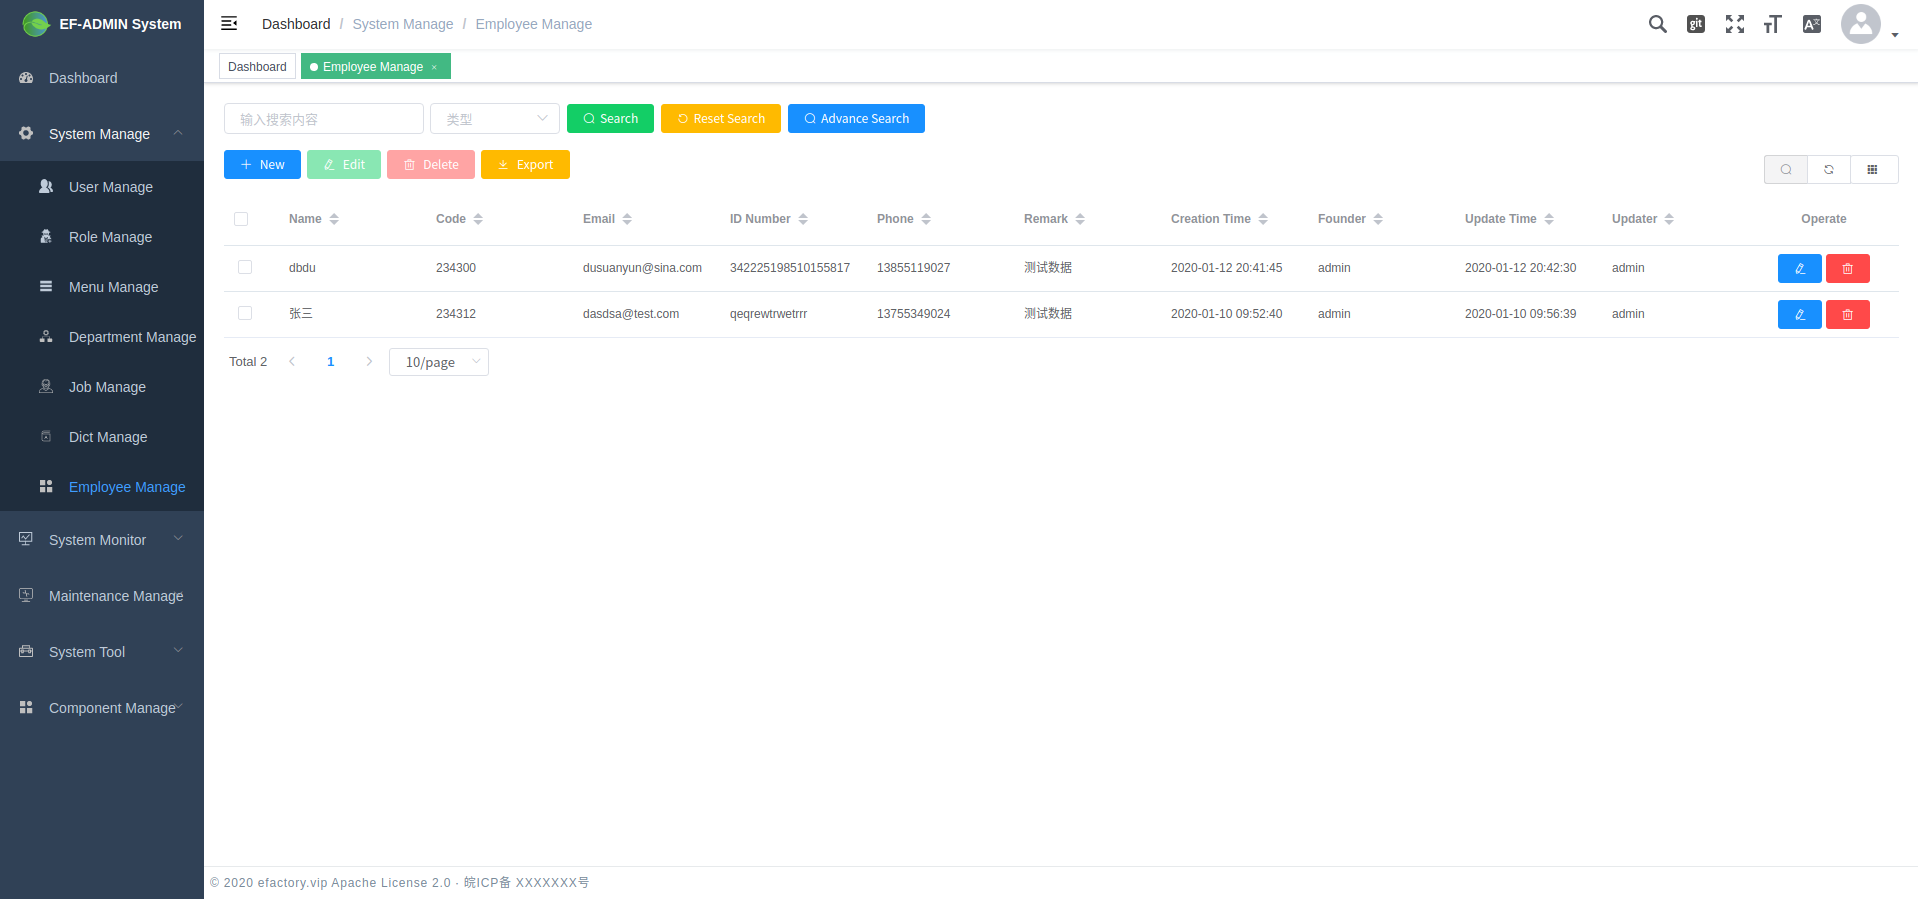 EF-ADMIN System
Dashboard / System Manage / Employee Manage
git
Dashboard
Employee Manage ×
Dashboard
System Manage
User Manage
Role Manage
Menu Manage
Department Manage
Job Manage
Dict Manage
Employee Manage
System Monitor
Maintenance Manage
System Tool
Component Manage
输入搜索内容 类型 Search Reset Search Advance Search
New Edit Delete Export
Name Code Email ID Number Phone Remark Creation Time Founder Update Time Updater Operate
dbdu 234300 dusuanyun@sina.com 342225198510155817 13855119027 测试数据 2020-01-12 20:41:45 admin 2020-01-12 20:42:30 admin
张三 234312 dasdsa@test.com qeqrewtrwetrrr 13755349024 测试数据 2020-01-10 09:52:40 admin 2020-01-10 09:56:39 admin
Total 2 1 10/page
© 2020 efactory.vip Apache License 2.0 · 皖ICP备 XXXXXXX号